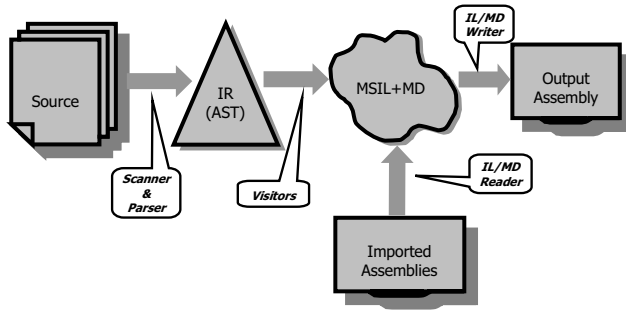 Source
Scanner
&
Parser
IR
(AST)
Visitors
MSIL+MD
IL/MD
Writer
Output
Assembly
IL/MD
Reader
Imported
Assemblies